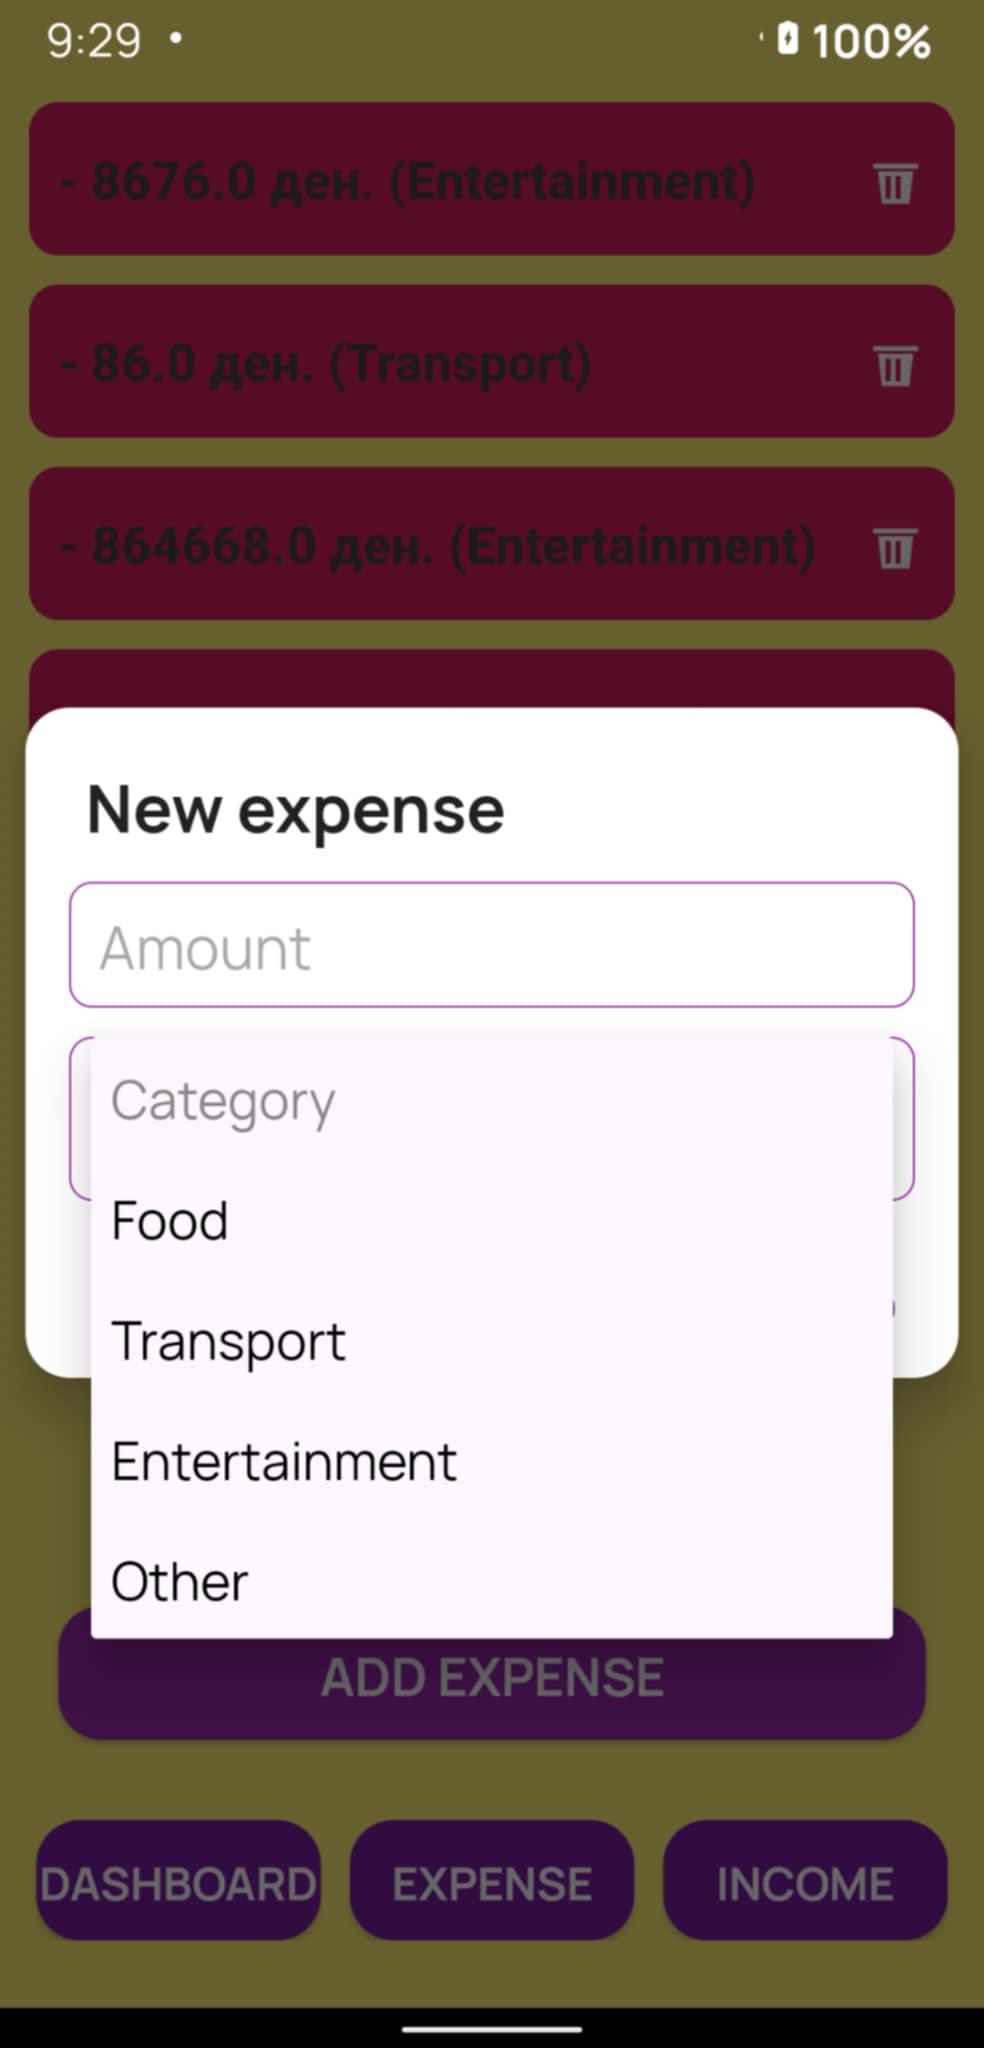 9:29
100%
- 8676.0 ден. (Entertainment)
- 86.0 ден. (Transport)
- 864668.0 ден. (Entertainment)
New expense
Amount
Category
Food
Transport
Entertainment
Other
ADD EXPENSE
DASHBOARD
EXPENSE
INCOME